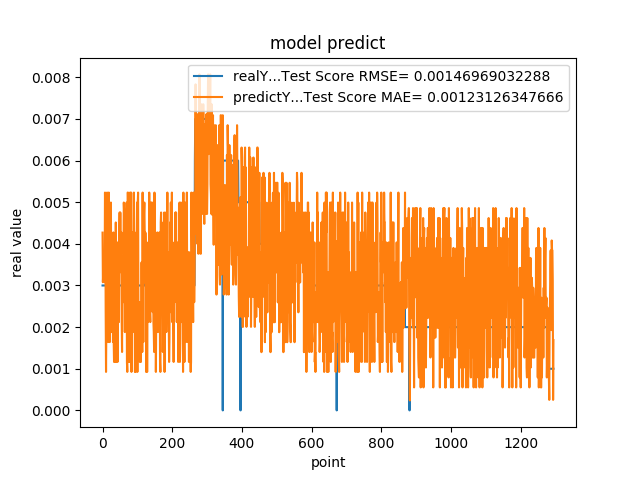 model predict
realY...Test Score RMSE= 0.00146969032288
predictY...Test Score MAE= 0.00123126347666
0.008
0.007
0.006
0.005
0.004
0.003
0.002
0.001
0.000
real value
0 200 400 600 800 1000 1200
point